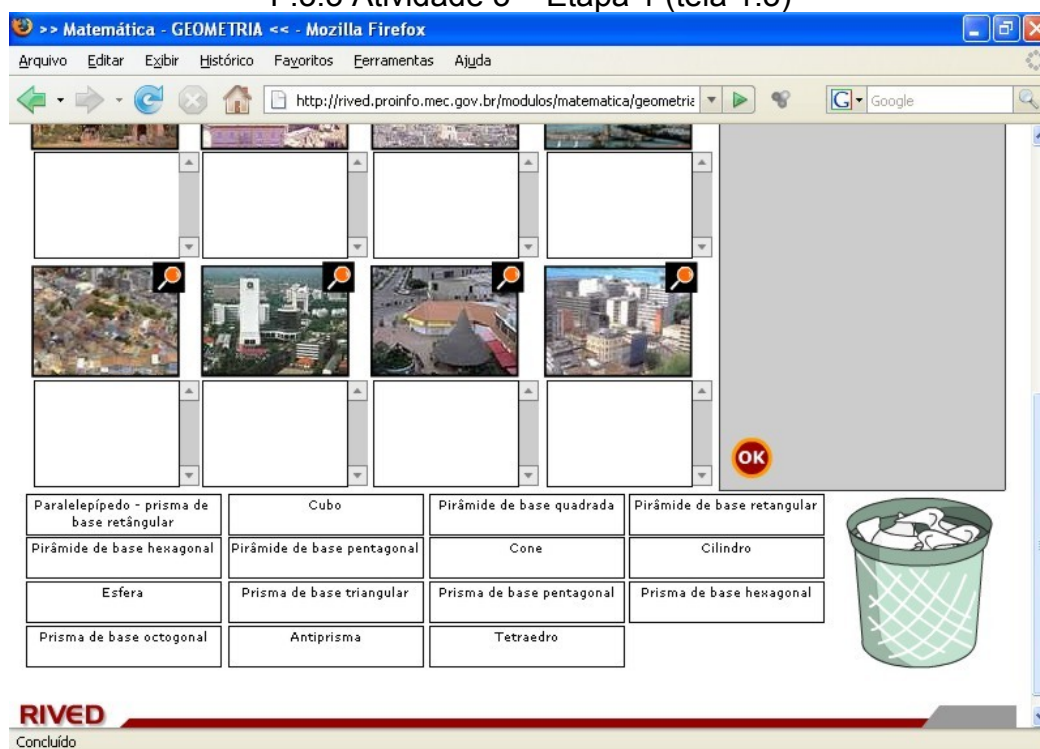 >> Matemática - GEOMETRIA << - Mozilla Firefox
Arquivo Editar Exibir Histórico Favoritos Ferramentas Ajuda
http://rived.proinfo.mec.gov.br/modulos/matematica/geometria
G Google
OK
Paralelepípedo - prisma de base retângular
Cubo
Pirâmide de base quadrada
Pirâmide de base retangular
Pirâmide de base hexagonal
Pirâmide de base pentagonal
Cone
Cilindro
Esfera
Prisma de base triangular
Prisma de base pentagonal
Prisma de base hexagonal
Prisma de base octogonal
Antiprisma
Tetraedro
RIVED
Concluído